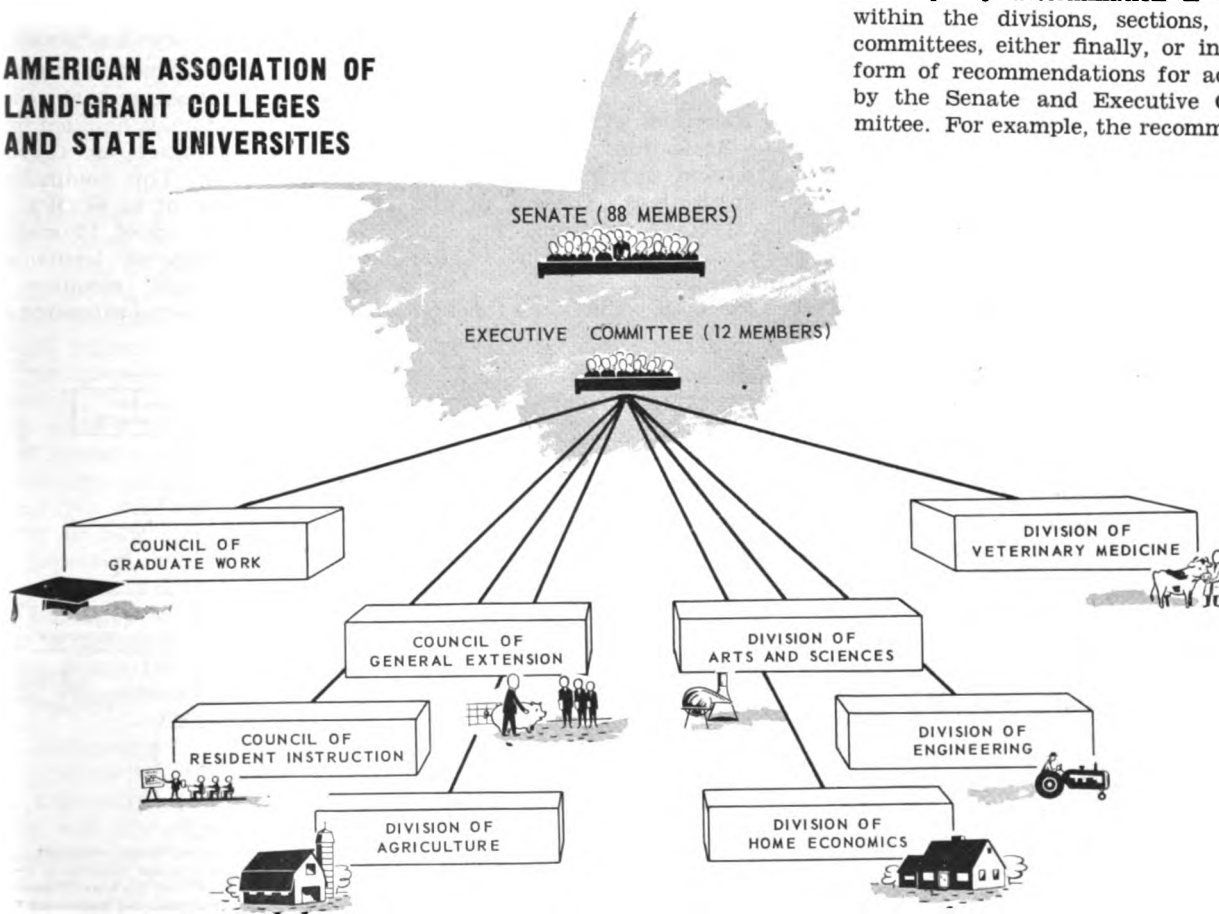 within the divisions, sections,
committees, either finally, or in
form of recommendations for ac
by the Senate and Executive C
mittee. For example, the recomm
AMERICAN ASSOCIATION OF
LAND-GRANT COLLEGES
AND STATE UNIVERSITIES
SENATE (88 MEMBERS)
EXECUTIVE COMMITTEE (12 MEMBERS)
COUNCIL OF
GRADUATE WORK
DIVISION OF
VETERINARY MEDICINE
COUNCIL OF
GENERAL EXTENSION
DIVISION OF
ARTS AND SCIENCES
COUNCIL OF
RESIDENT INSTRUCTION
DIVISION OF
ENGINEERING
DIVISION OF
AGRICULTURE
DIVISION OF
HOME ECONOMICS